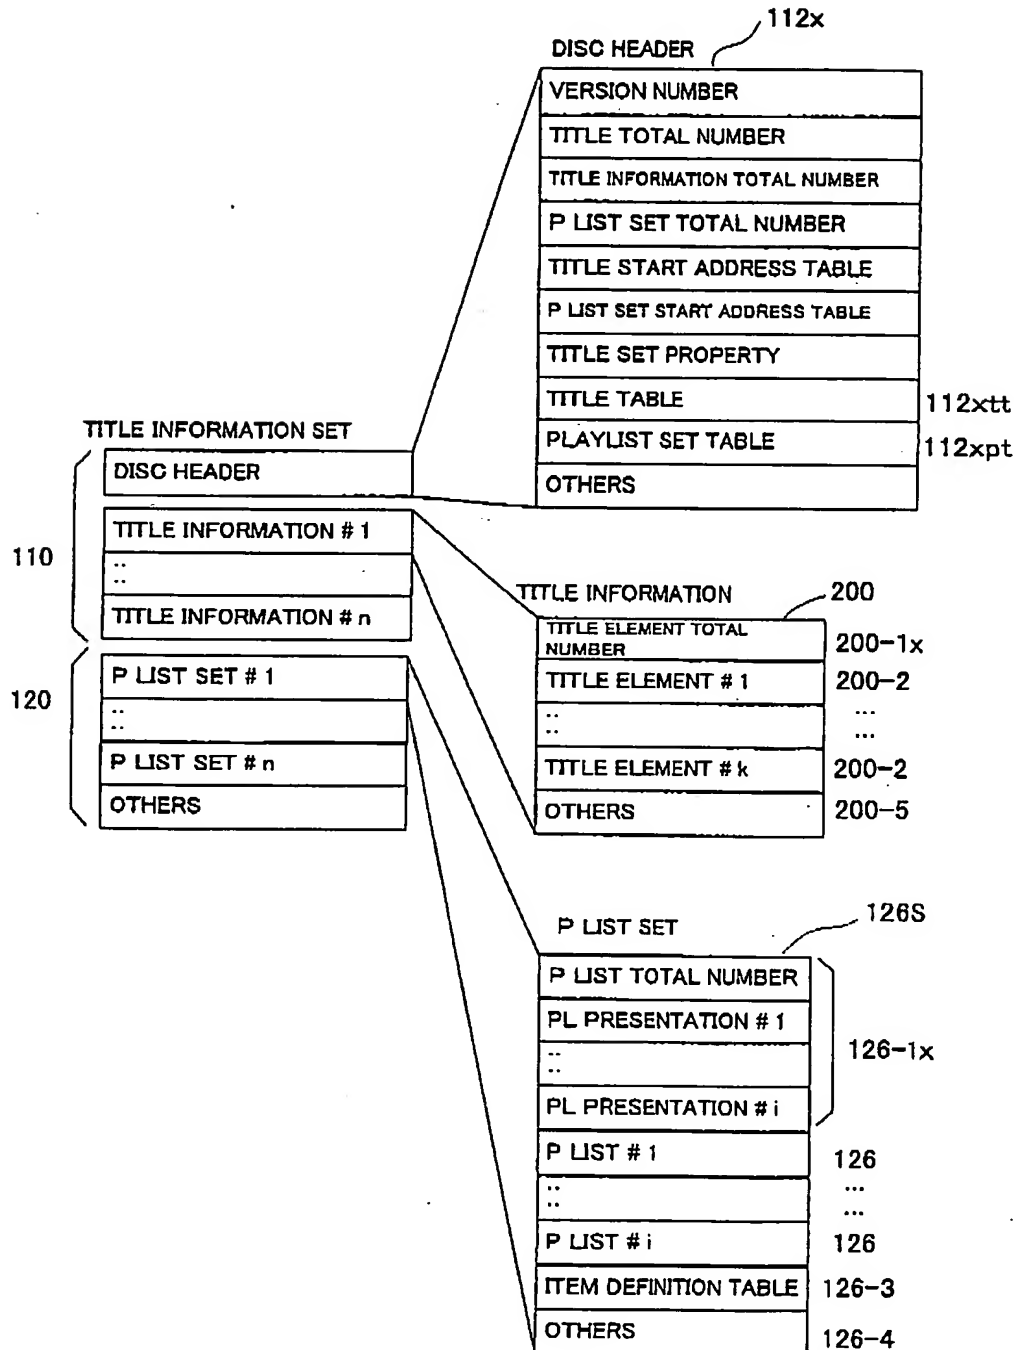 112x
DISC HEADER
VERSION NUMBER
TITLE TOTAL NUMBER
TITLE INFORMATION TOTAL NUMBER
P LIST SET TOTAL NUMBER
TITLE START ADDRESS TABLE
P LIST SET START ADDRESS TABLE
TITLE SET PROPERTY
TITLE TABLE 112xtt
PLAYLIST SET TABLE 112xpt
OTHERS
TITLE INFORMATION SET
DISC HEADER
110
TITLE INFORMATION # 1
::
TITLE INFORMATION # n
120
P LIST SET # 1
::
P LIST SET # n
OTHERS
TITLE INFORMATION 200
TITLE ELEMENT TOTAL
NUMBER 200-1x
TITLE ELEMENT # 1 200-2
:: ... ...
TITLE ELEMENT # k 200-2
OTHERS 200-5
P LIST SET 126S
P LIST TOTAL NUMBER
PL PRESENTATION # 1
::
PL PRESENTATION # i
126-1x
P LIST # 1 126
:: ... ...
P LIST # i 126
ITEM DEFINITION TABLE 126-3
OTHERS 126-4